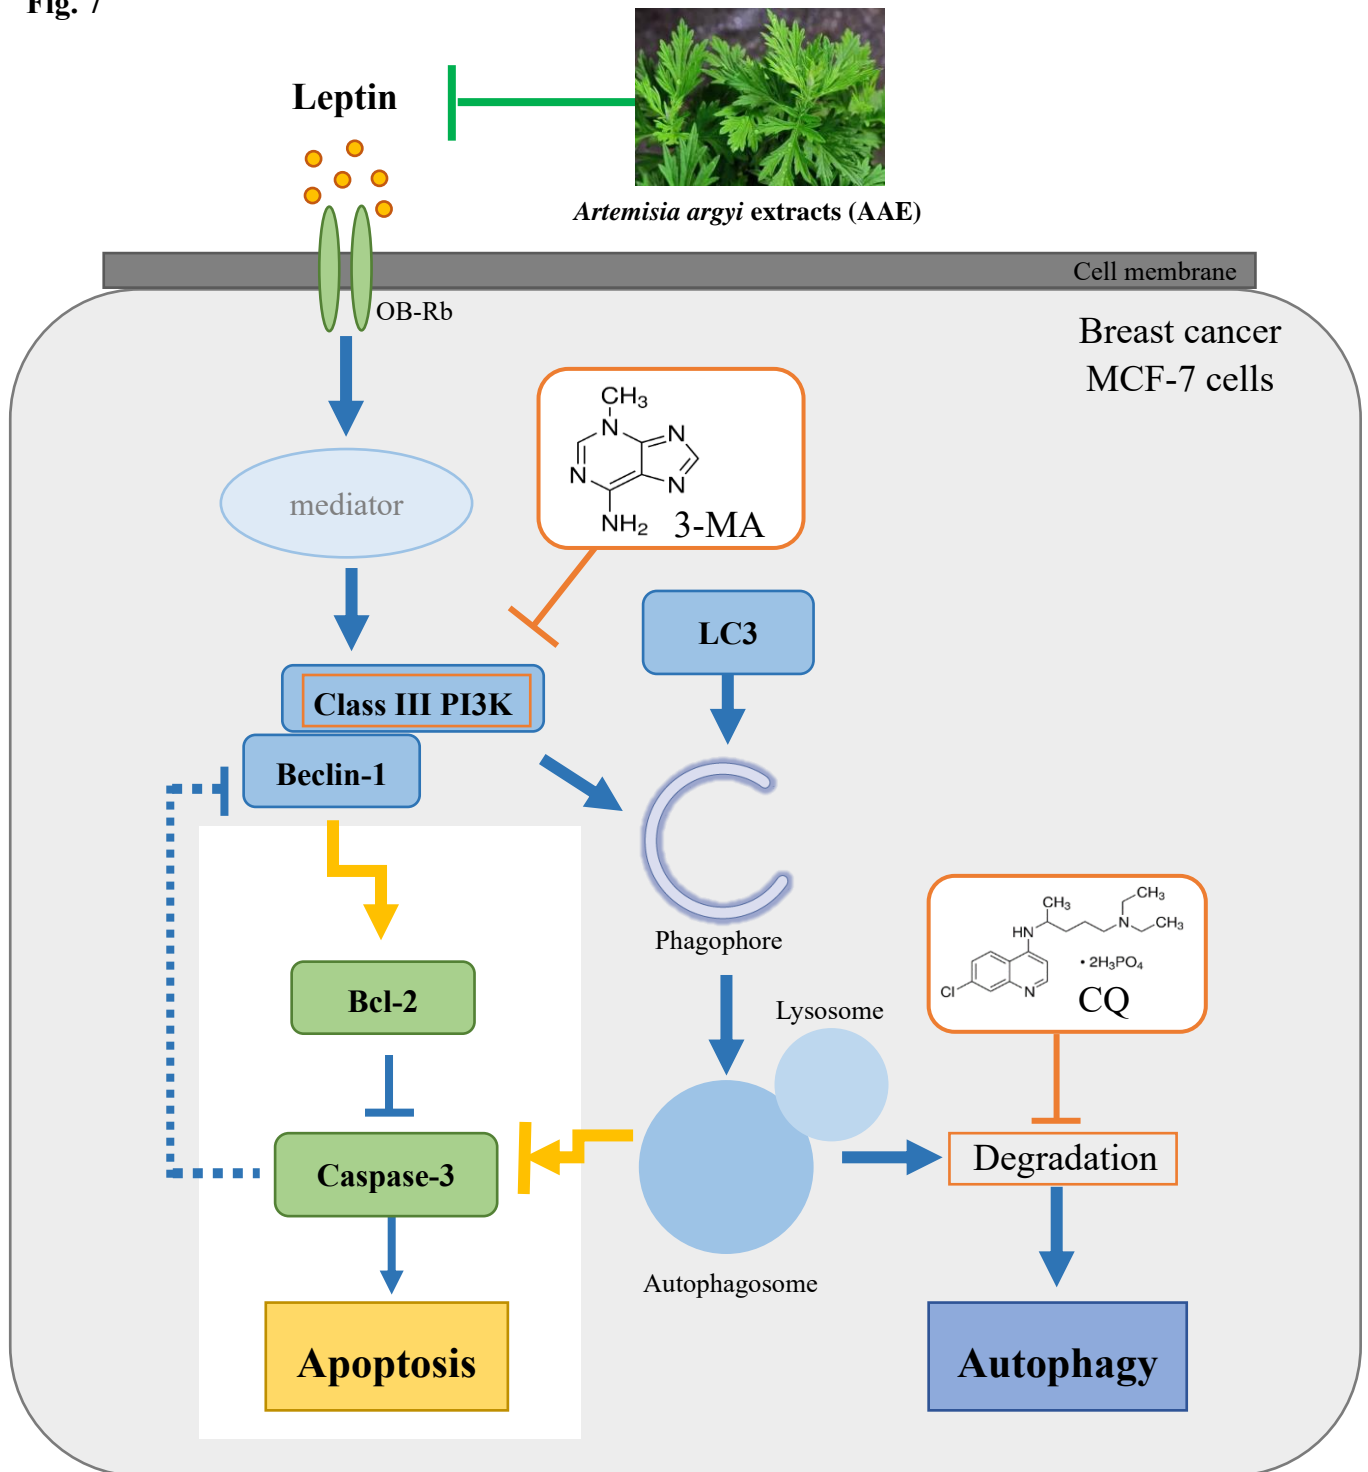 Fig. 7
Leptin
Artemisia argyi extracts (AAE)
Cell membrane
OB-Rb
Breast cancer
MCF-7 cells
CH3
N
N
N
N
NH2
3-MA
mediator
LC3
Class III PI3K
Beclin-1
Phagophore
CH3
CH3
N
CH3
HN
• 2H3PO4
Cl
N
CQ
Bcl-2
Lysosome
Caspase-3
Degradation
Autophagosome
Apoptosis
Autophagy